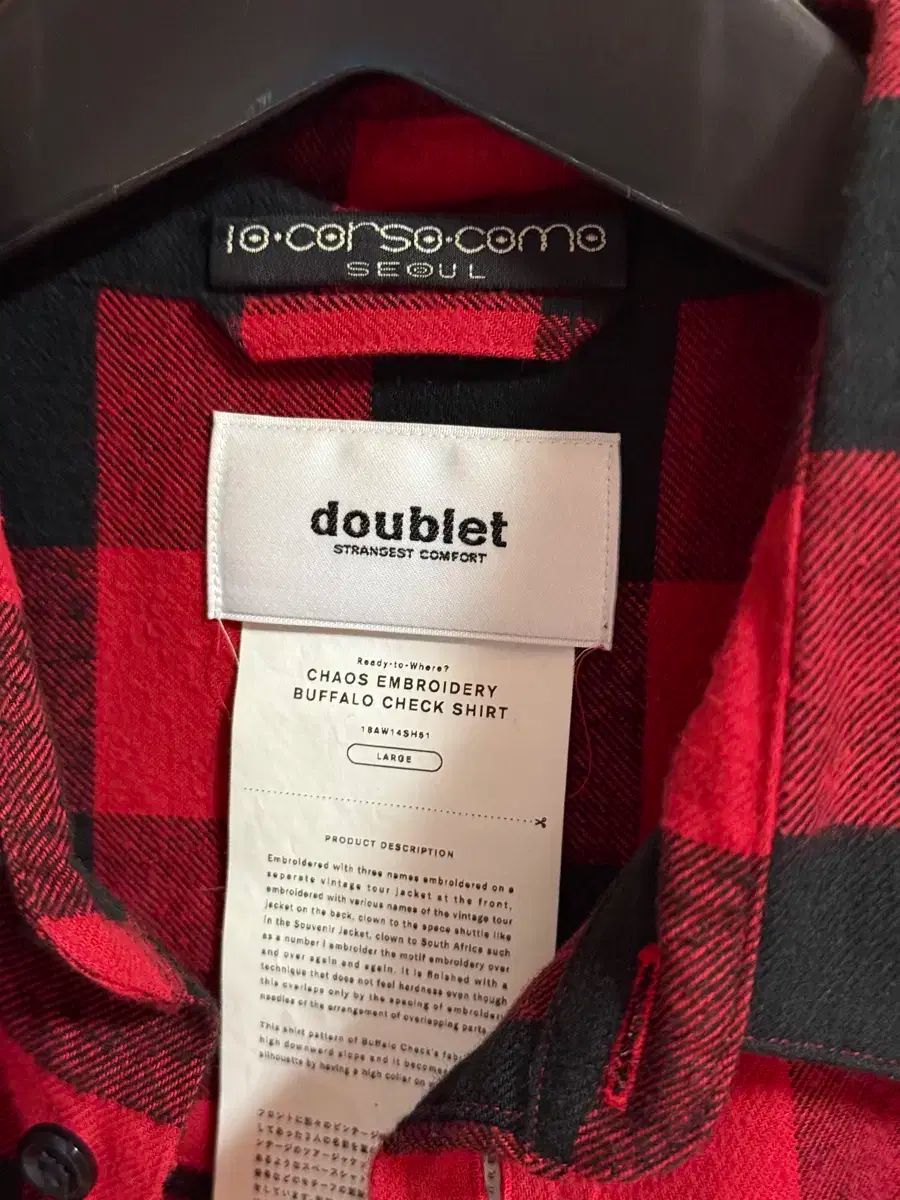 10·corso·como
SEOUL
doublet
STRANGEST COMFORT
Ready-to-Where?
CHAOS EMBROIDERY
BUFFALO CHECK SHIRT
18AW14SH51
LARGE
PRODUCT DESCRIPTION
Embroidered with three names embroidered on a
separate vintage tour jacket at the front,
embroidered with various names of the vintage tour
jacket on the back, clown to the space shuttle like
in the Souvenir Jacket, clown to South Africa such
as a number I embroider the motif embroidery over
and over again and again. It is finished with a
technique that does not feel hardness even though
this overlaps only by the spacing of embroidery
needles of the arrangement of overlapping parts.
This shirt pattern of Buffalo Check's
high downward slope and it becomes
silhouette by having a high collar on